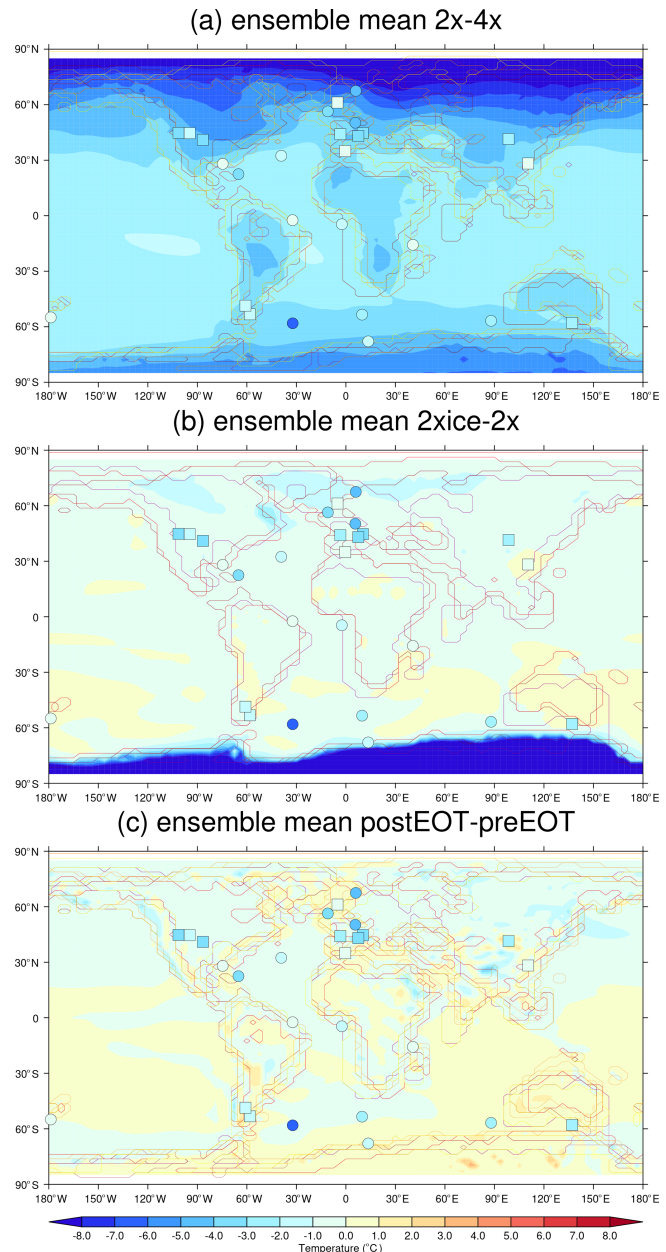 (a) ensemble mean 2x-4x
90°N
60°N
30°N
0
30°S
60°S
90°S
180°W 150°W 120°W 90°W 60°W 30°W 0 30°E 60°E 90°E 120°E 150°E 180°E
(b) ensemble mean 2xice-2x
90°N
60°N
30°N
0
30°S
60°S
90°S
180°W 150°W 120°W 90°W 60°W 30°W 0 30°E 60°E 90°E 120°E 150°E 180°E
(c) ensemble mean postEOT-preEOT
90°N
60°N
30°N
0
30°S
60°S
90°S
180°W 150°W 120°W 90°W 60°W 30°W 0 30°E 60°E 90°E 120°E 150°E 180°E
-8.0 -7.0 -6.0 -5.0 -4.0 -3.0 -2.0 -1.0 0.0 1.0 2.0 3.0 4.0 5.0 6.0 7.0 8.0
Temperature (°C)